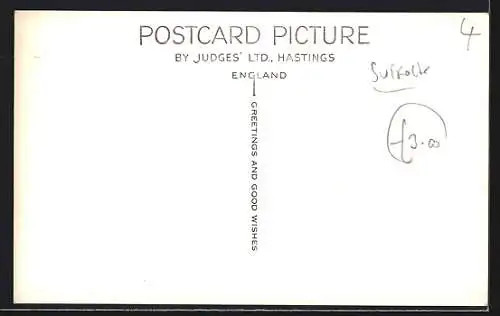 POSTCARD PICTURE
BY JUDGES' LTD., HASTINGS
ENGLAND
GREETINGS AND GOOD WISHES
4
Suffolk
£3.00